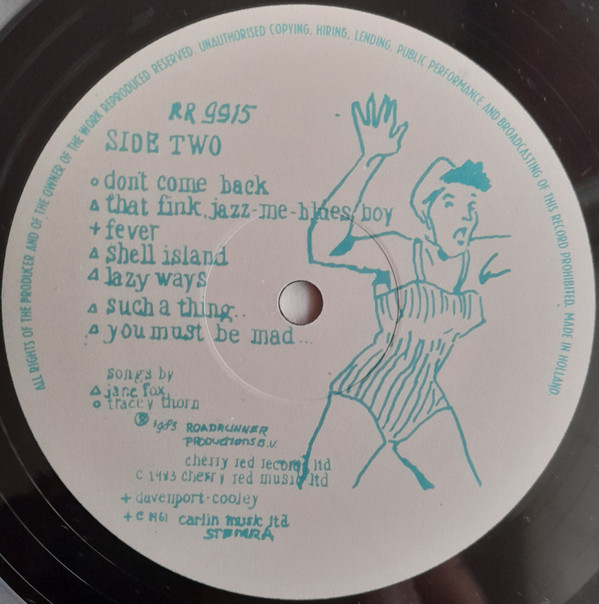 ALL RIGHTS OF THE PRODUCER AND OF THE OWNER OF THE WORK REPRODUCED RESERVED. UNAUTHORISED COPYING, HIRING, LENDING, PUBLIC PERFORMANCE AND BROADCASTING OF THIS RECORD PROHIBITED. MADE IN HOLLAND.
RR 9915
SIDE TWO
o dont come back
△ that fink, jazz-me-blues boy
+ fever
△ shell island
△ lazy ways
△ such a thing..
△ you must be mad...
songs by
△ jane fox
o tracey thorn
Ⓟ 1983 ROADRUNNER
PRODUCTIONS B.V.
cherry red records ltd
C 1983 cherry red music ltd
+ davenport-cooley
+ C 1961 carlin music ltd
STEMRA